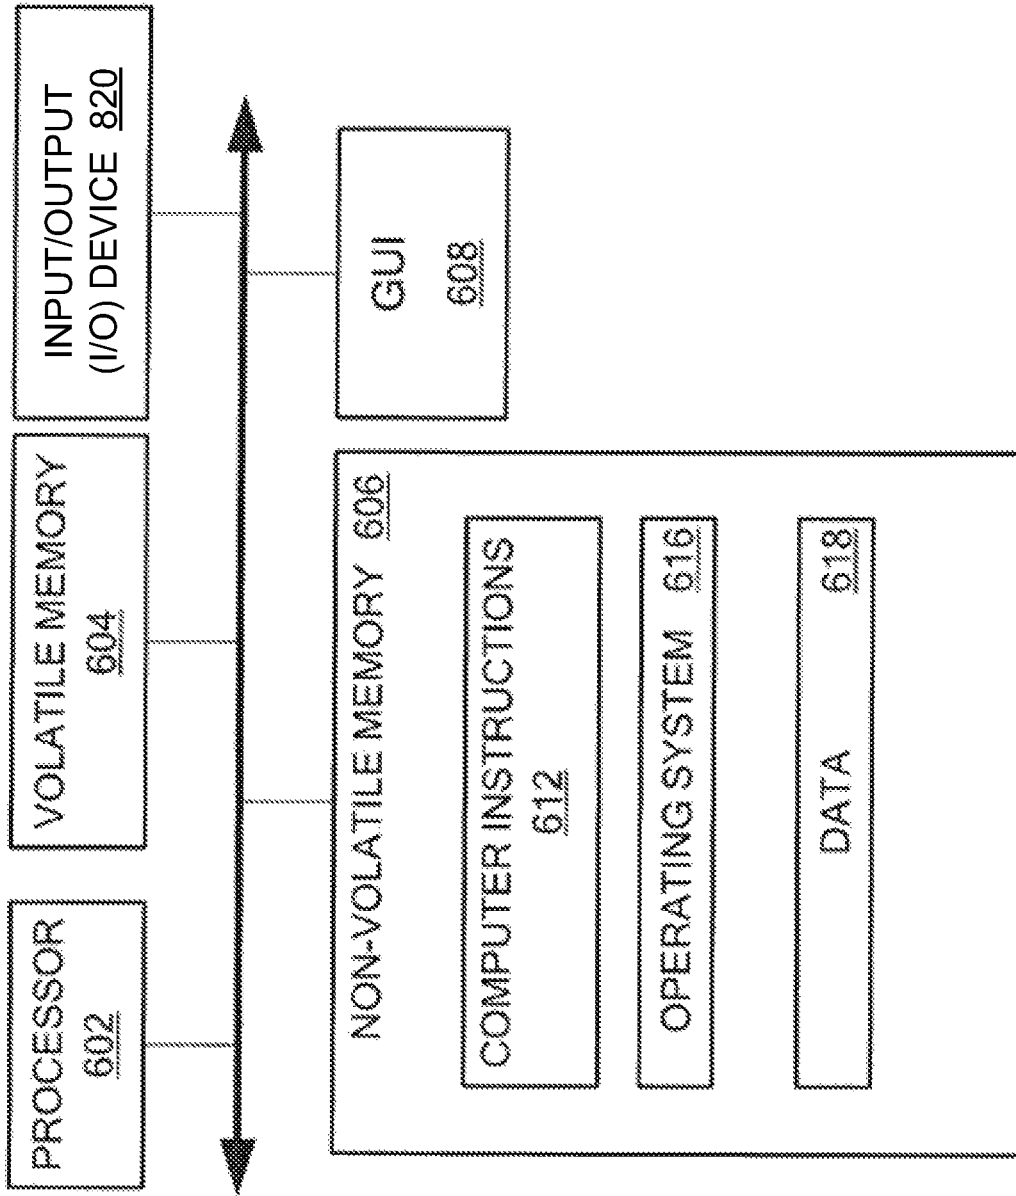 PROCESSOR
602
VOLATILE MEMORY
604
INPUT/OUTPUT
(I/O) DEVICE 820
NON-VOLATILE MEMORY 606
COMPUTER INSTRUCTIONS
612
OPERATING SYSTEM 616
DATA 618
GUI
608